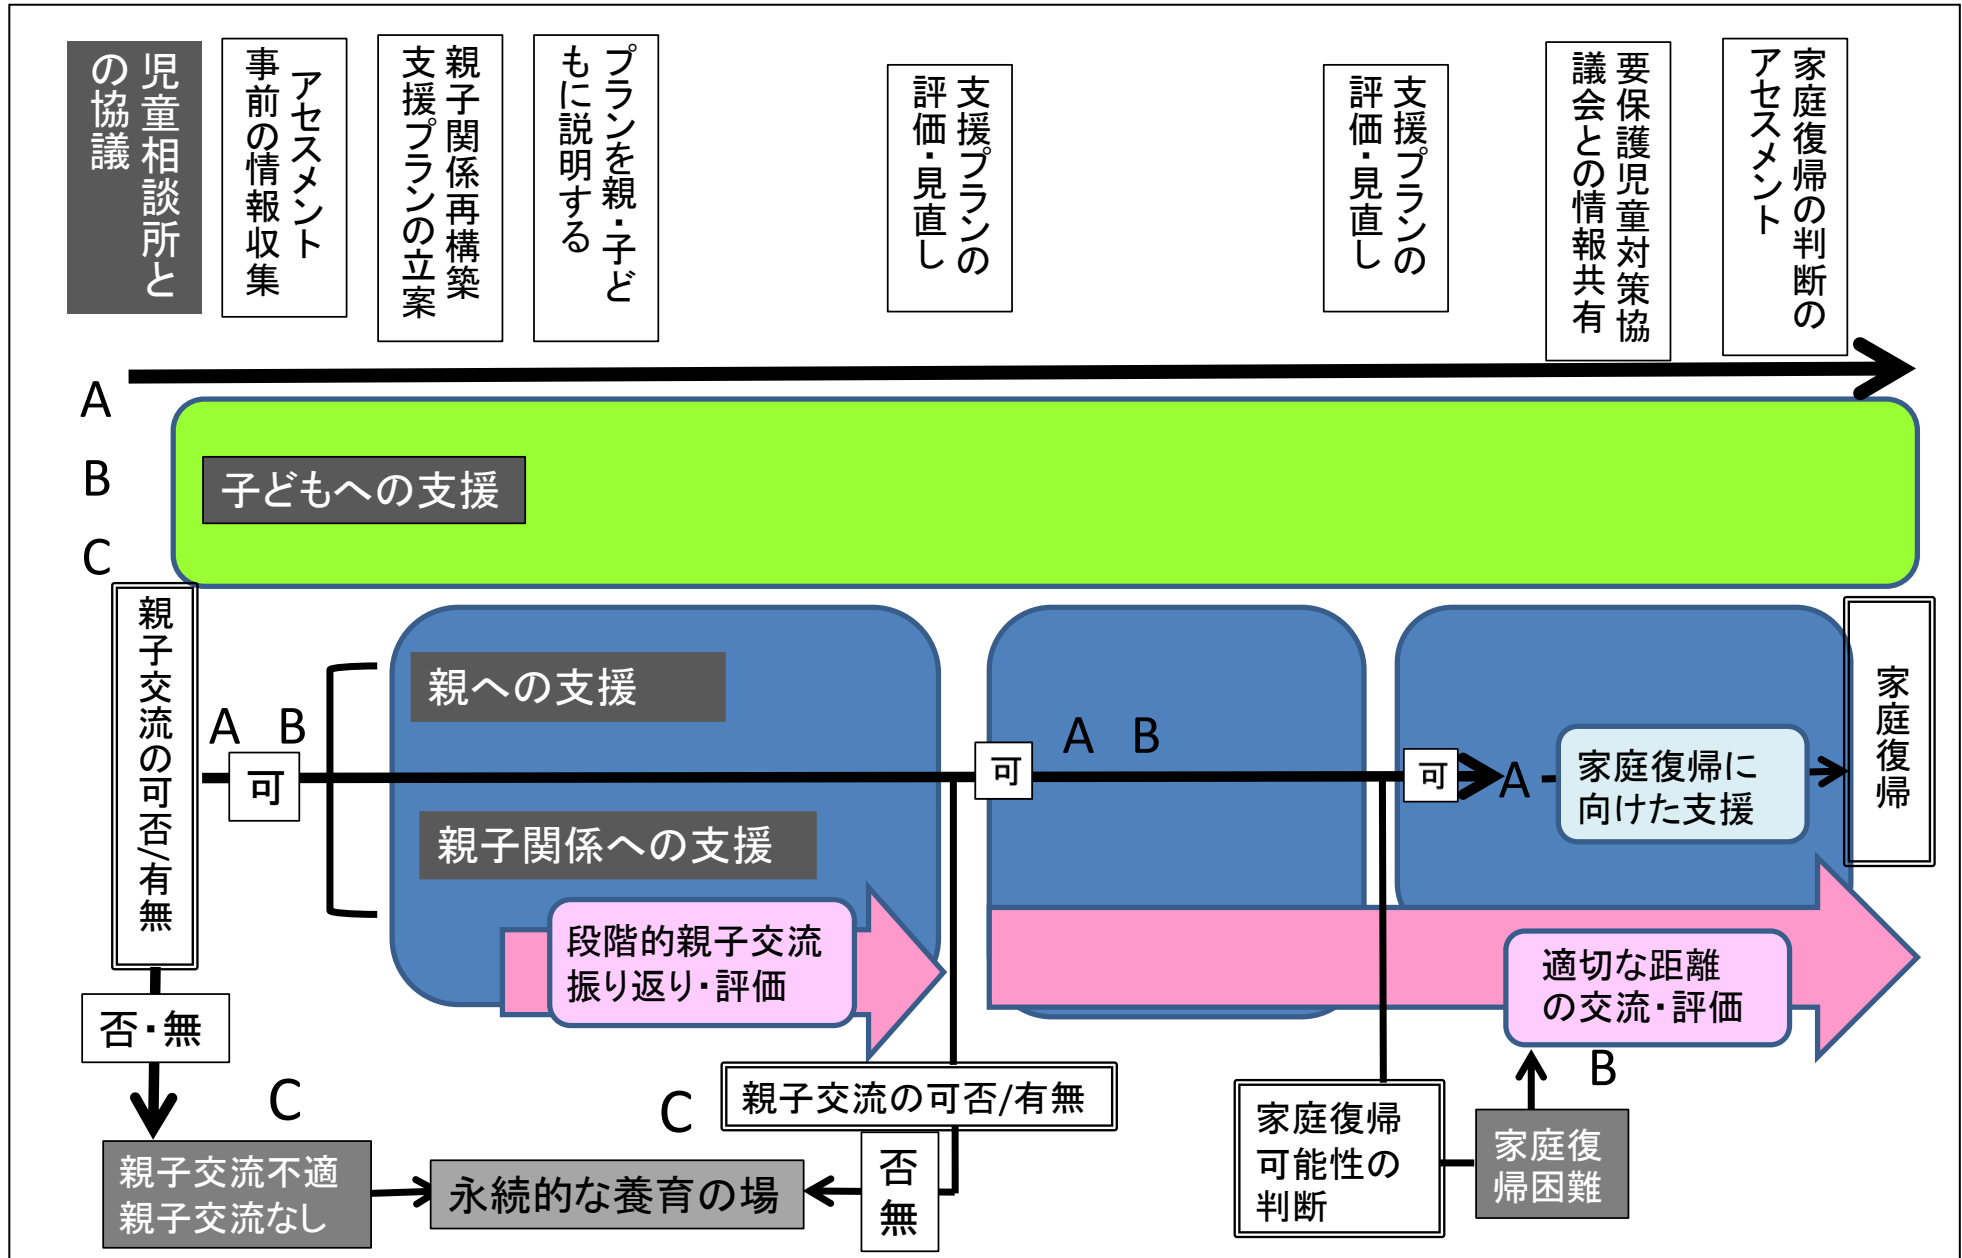 児童相談所と
の協議
アセスメント
事前の情報収集
親子関係再構築
支援プランの立案
プランを親・子ど
もに説明する
支援プランの
評価・見直し
支援プランの
評価・見直し
要保護児童対策協
議会との情報共有
家庭復帰の判断の
アセスメント
A
B
C
子どもへの支援
親子交流の可否/有無
A B
可
親への支援
親子関係への支援
段階的親子交流
振り返り・評価
可
A B
可
A
家庭復帰に
向けた支援
家庭復帰
適切な距離
の交流・評価
B
否・無
C
親子交流不適
親子交流なし
永続的な養育の場
C
親子交流の可否/有無
否
無
家庭復帰
可能性の
判断
家庭復
帰困難